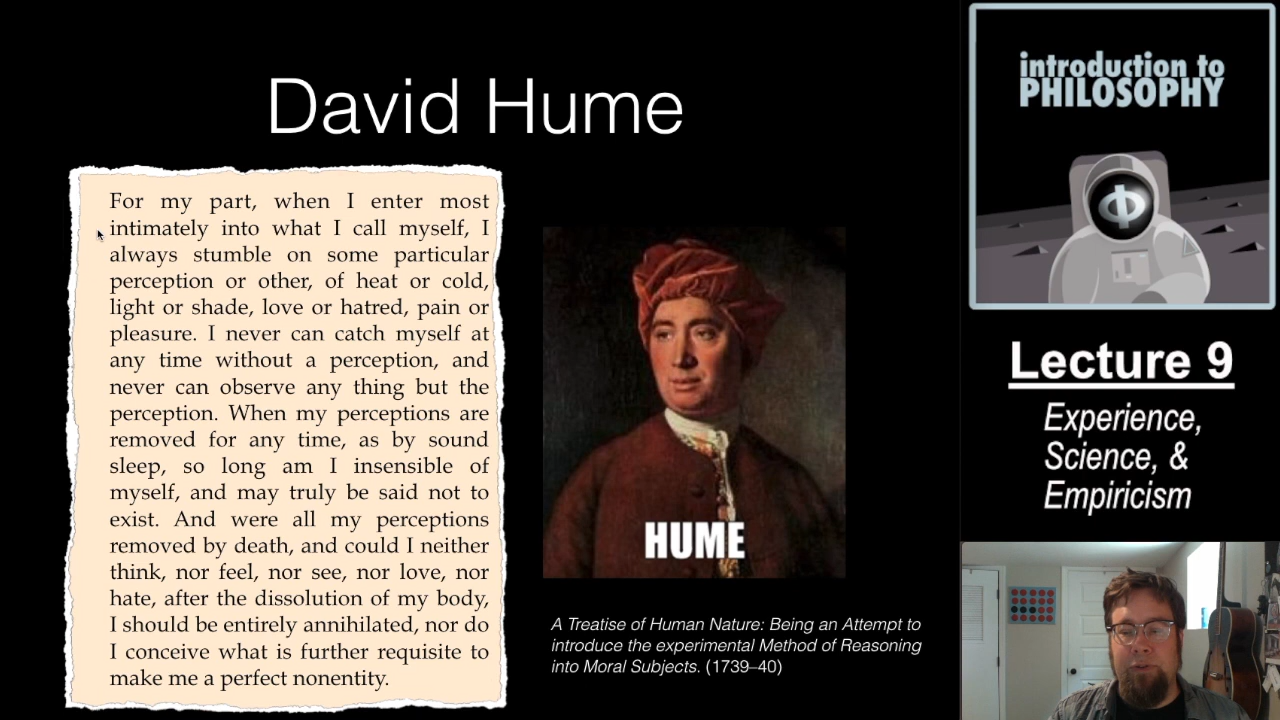 David Hume
For my part, when I enter most
intimately into what I call myself, I
always stumble on some particular
perception or other, of heat or cold,
light or shade, love or hatred, pain or
pleasure. I never can catch myself at
any time without a perception, and
never can observe any thing but the
perception. When my perceptions are
removed for any time, as by sound
sleep, so long am I insensible of
myself, and may truly be said not to
exist. And were all my perceptions
removed by death, and could I neither
think, nor feel, nor see, nor love, nor
hate, after the dissolution of my body,
I should be entirely annihilated, nor do
I conceive what is further requisite to
make me a perfect nonentity.
HUME
A Treatise of Human Nature: Being an Attempt to
introduce the experimental Method of Reasoning
into Moral Subjects. (1739–40)
introduction to
PHILOSOPHY
Φ
Lecture 9
Experience,
Science, &
Empiricism